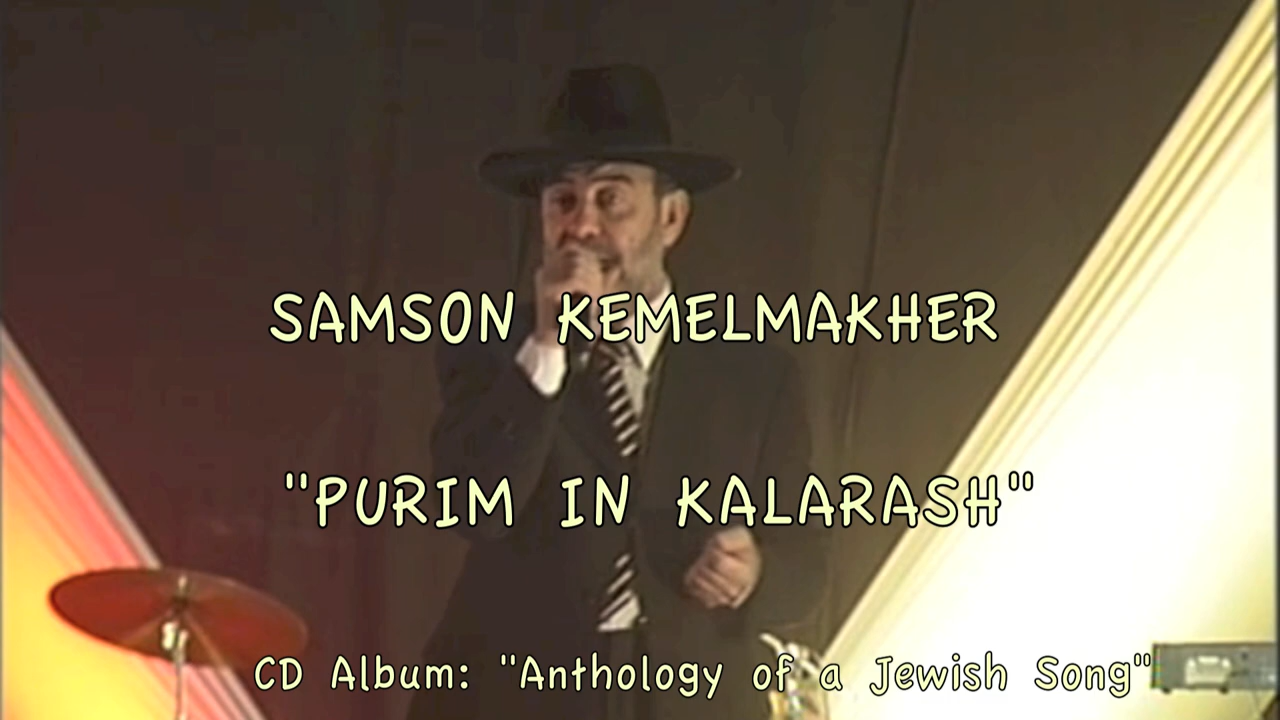 SAMSON KEMELMAKHER
"PURIM IN KALARASH"
CD Album: "Anthology of a Jewish Song"